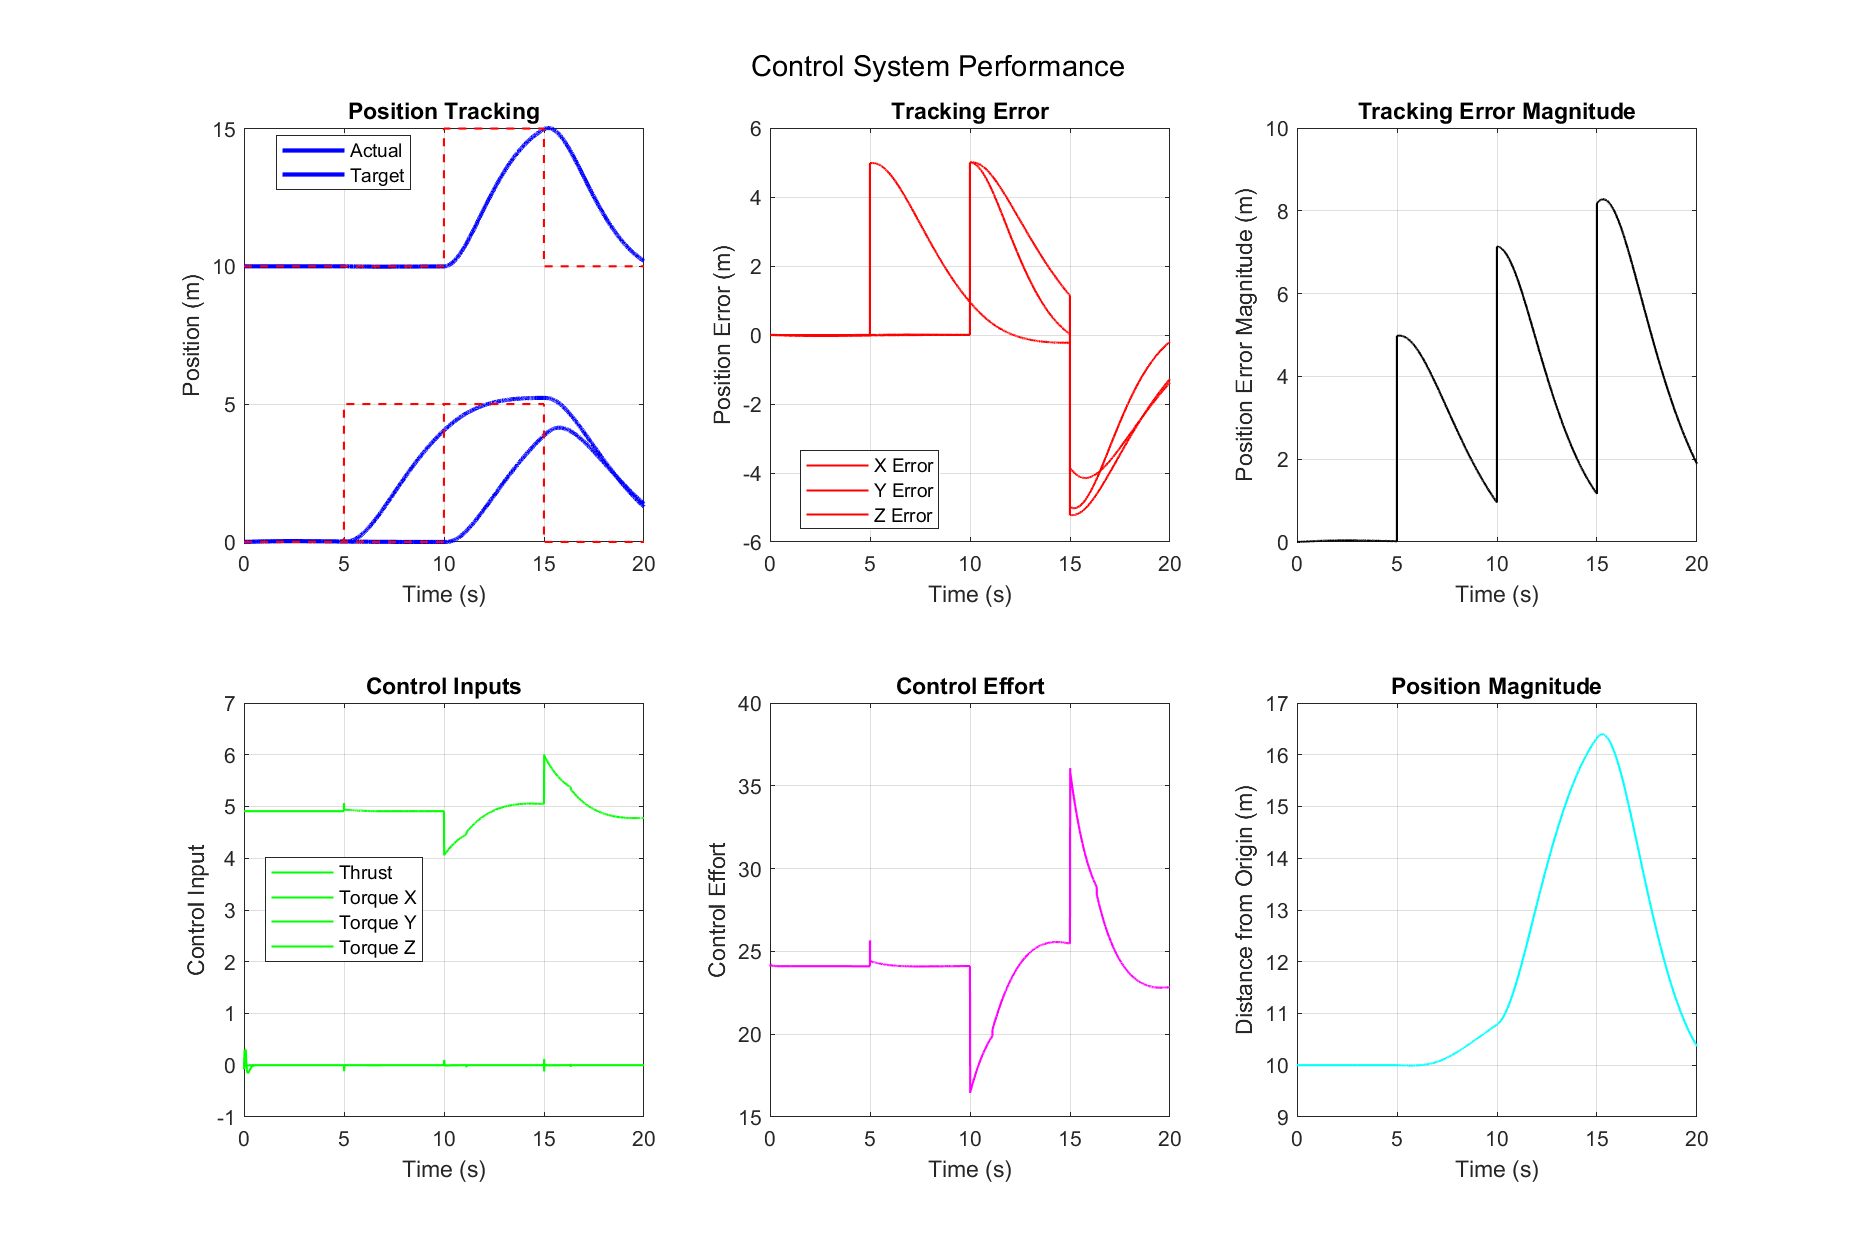 Control System Performance
Position Tracking
15
10
5
0
0 5 10 15 20
Position (m)
Time (s)
Actual
Target
Tracking Error
6
4
2
0
-2
-4
-6
0 5 10 15 20
Position Error (m)
Time (s)
X Error
Y Error
Z Error
Tracking Error Magnitude
10
8
6
4
2
0
0 5 10 15 20
Position Error Magnitude (m)
Time (s)
Control Inputs
7
6
5
4
3
2
1
0
-1
0 5 10 15 20
Control Input
Time (s)
Thrust
Torque X
Torque Y
Torque Z
Control Effort
40
35
30
25
20
15
0 5 10 15 20
Control Effort
Time (s)
Position Magnitude
17
16
15
14
13
12
11
10
9
0 5 10 15 20
Distance from Origin (m)
Time (s)